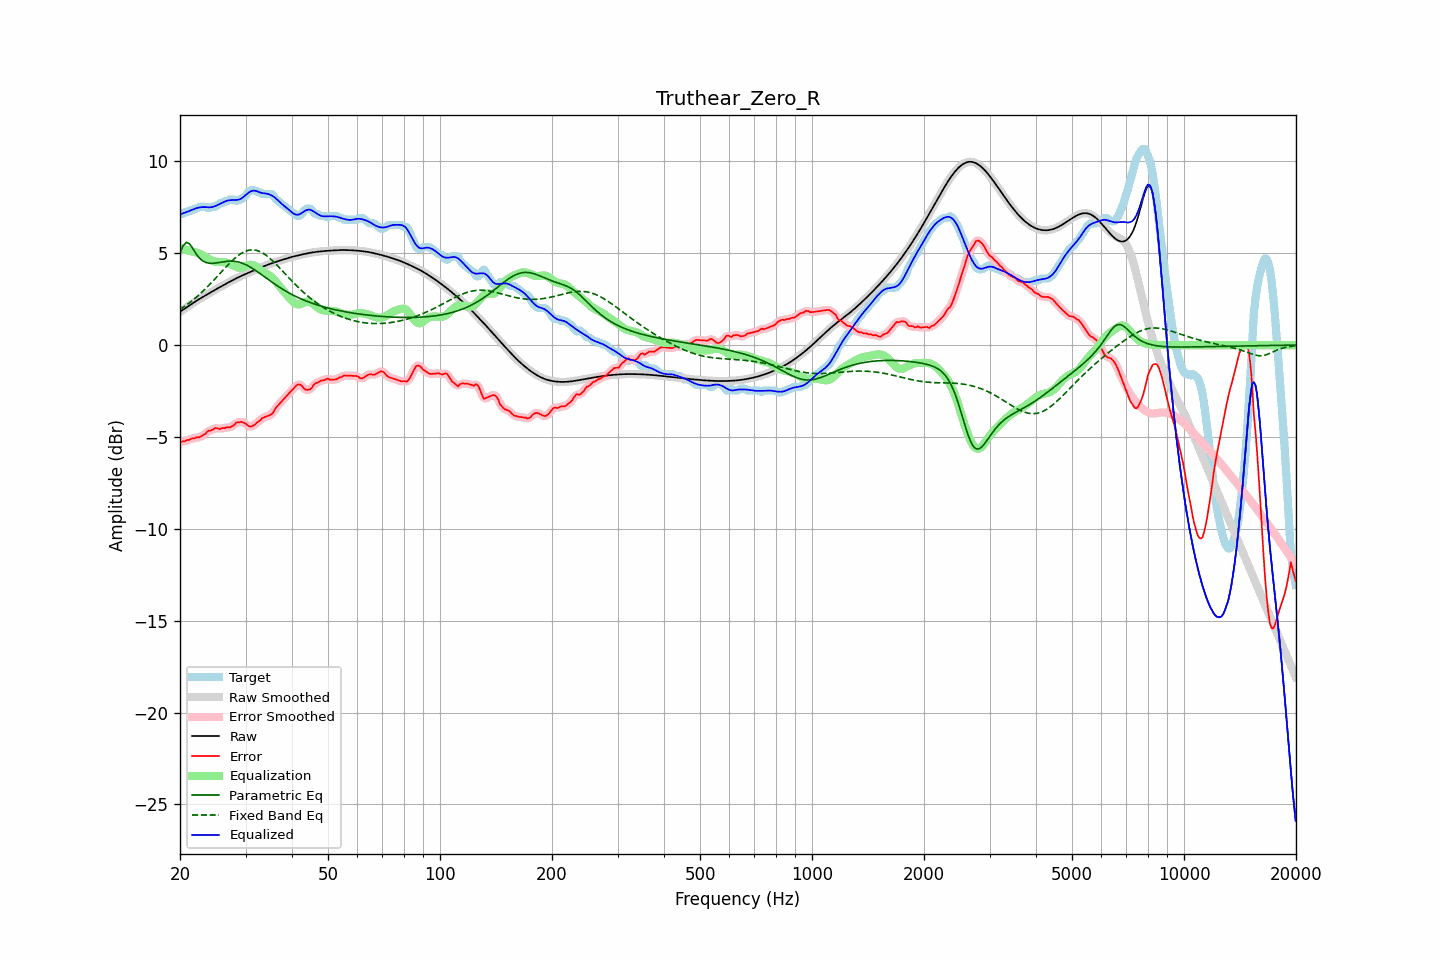 Truthear_Zero_R
Amplitude (dBr)
10
5
0
−5
−10
−15
−20
−25
Target
Raw Smoothed
Error Smoothed
Raw
Error
Equalization
Parametric Eq
Fixed Band Eq
Equalized
20 50 100 200 500 1000 2000 5000 10000 20000
Frequency (Hz)